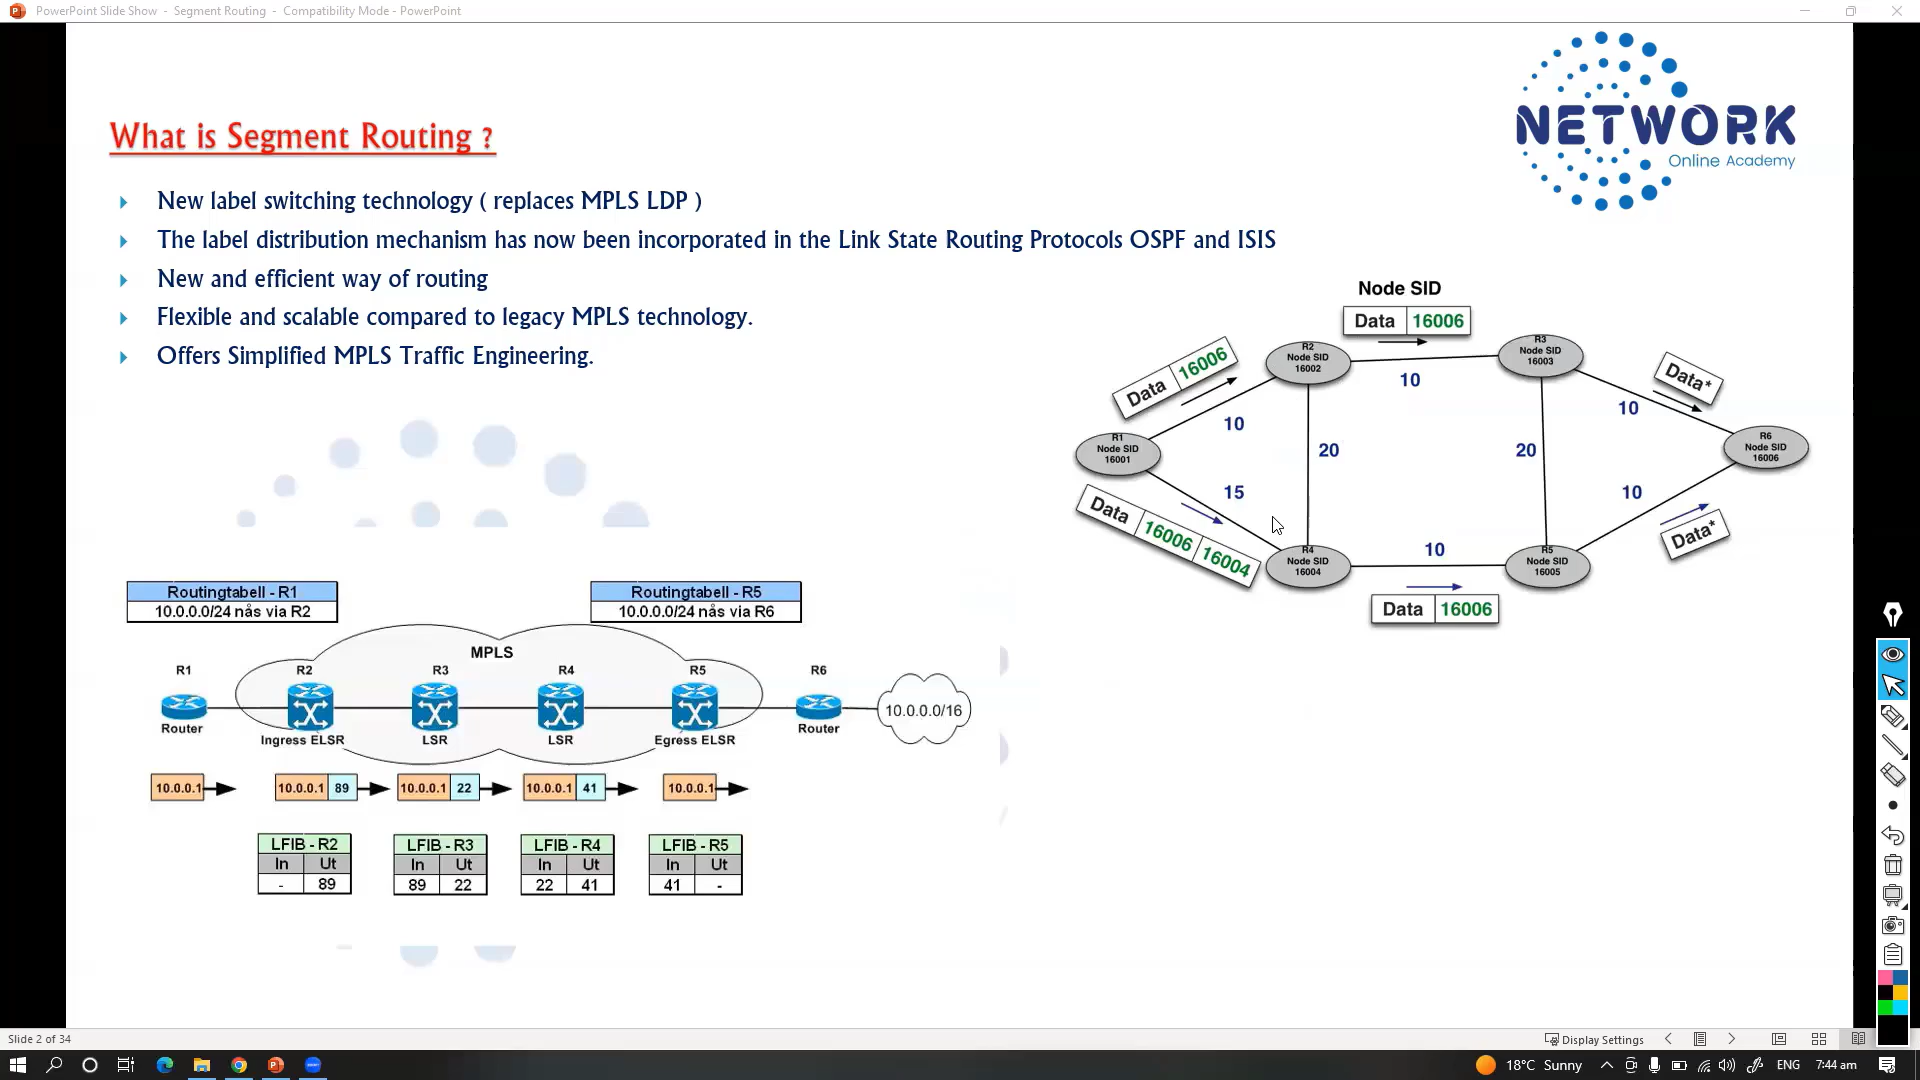 PowerPoint Slide Show - Segment Routing - Compatibility Mode - PowerPoint
NETWORK
Online Academy
What is Segment Routing ?
New label switching technology ( replaces MPLS LDP )
The label distribution mechanism has now been incorporated in the Link State Routing Protocols OSPF and ISIS
New and efficient way of routing
Flexible and scalable compared to legacy MPLS technology.
Offers Simplified MPLS Traffic Engineering.
Node SID
Data 16006
Data 16006
R2
Node SID
16002
R3
Node SID
16003
10
Data*
10
10
R1
Node SID
16001
20
20
R6
Node SID
16006
15
10
Data 16006 16004
Data*
R4
Node SID
16004
10
R5
Node SID
16005
Data 16006
Routingtabell - R1
10.0.0.0/24 nås via R2
Routingtabell - R5
10.0.0.0/24 nås via R6
MPLS
R1 R2 R3 R4 R5 R6
10.0.0.0/16
Router Ingress ELSR LSR LSR Egress ELSR Router
10.0.0.1 10.0.0.1 89 10.0.0.1 22 10.0.0.1 41 10.0.0.1
LFIB - R2 LFIB - R3 LFIB - R4 LFIB - R5
In Ut In Ut In Ut In Ut
- 89 89 22 22 41 41 -
Slide 2 of 34
Display Settings
18°C Sunny
ENG
7:44 am